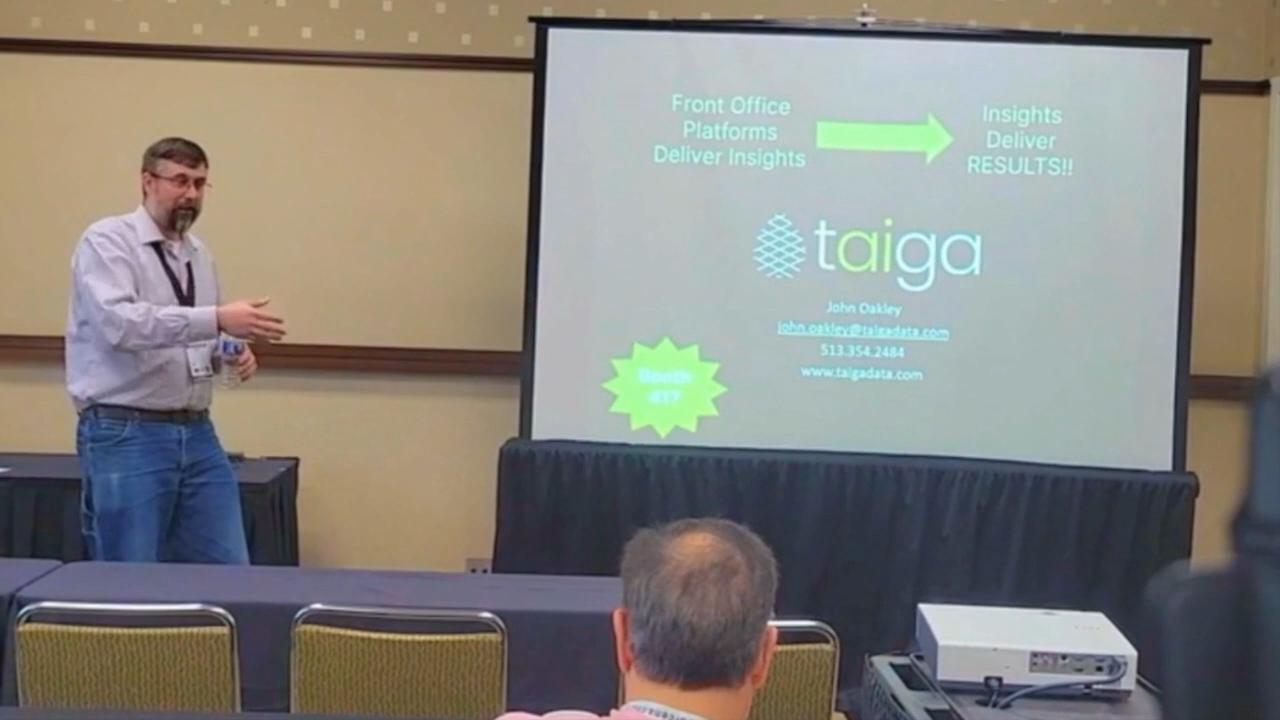 Front Office
Platforms
Deliver Insights
Insights
Deliver
RESULTS!!
taiga
John Oakley
john.oakley@taigadata.com
513.354.2484
www.taigadata.com
Booth